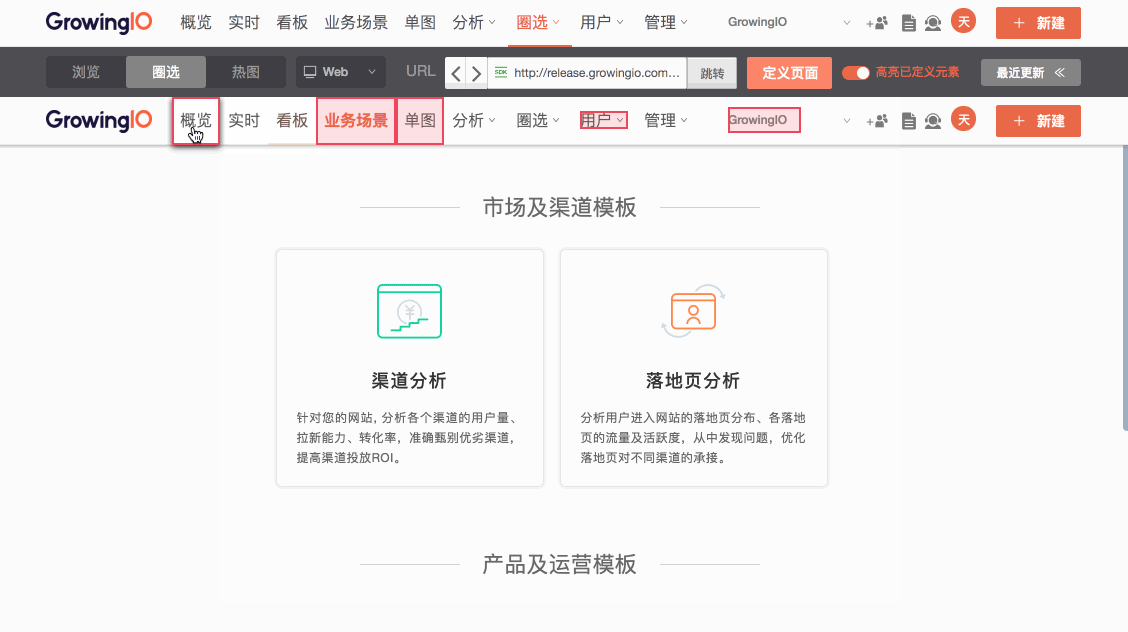 GrowingIO 概览 实时 看板 业务场景 单图 分析 圈选 用户 管理 GrowingIO 天 + 新建
浏览 圈选 热图 Web URL SDK http://release.growingio.com... 跳转 定义页面 高亮已定义元素 最近更新
GrowingIO 概览 实时 看板 业务场景 单图 分析 圈选 用户 管理 GrowingIO 天 + 新建
市场及渠道模板
渠道分析
针对您的网站, 分析各个渠道的用户量、
拉新能力、转化率，准确甄别优劣渠道，
提高渠道投放ROI。
落地页分析
分析用户进入网站的落地页分布、各落地
页的流量及活跃度，从中发现问题，优化
落地页对不同渠道的承接。
产品及运营模板